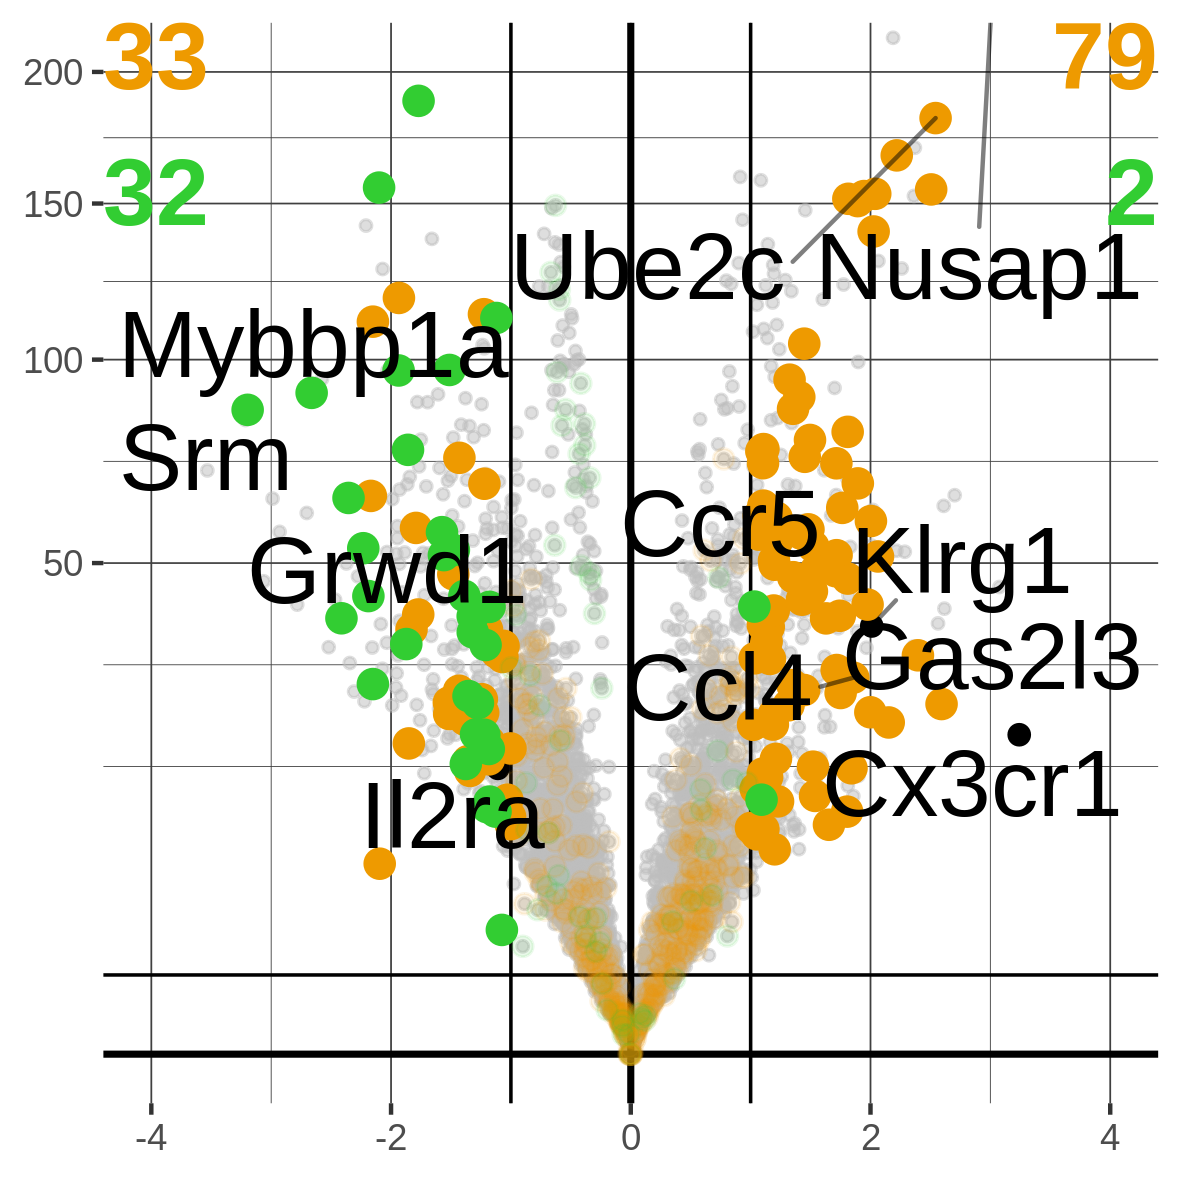 33
79
200
32
2
150
Ube2c
Nusap1
Mybbp1a
100
Srm
Ccr5
Klrg1
50
Grwd1
Gas2l3
Ccl4
Cx3cr1
Il2ra
-4
-2
0
2
4